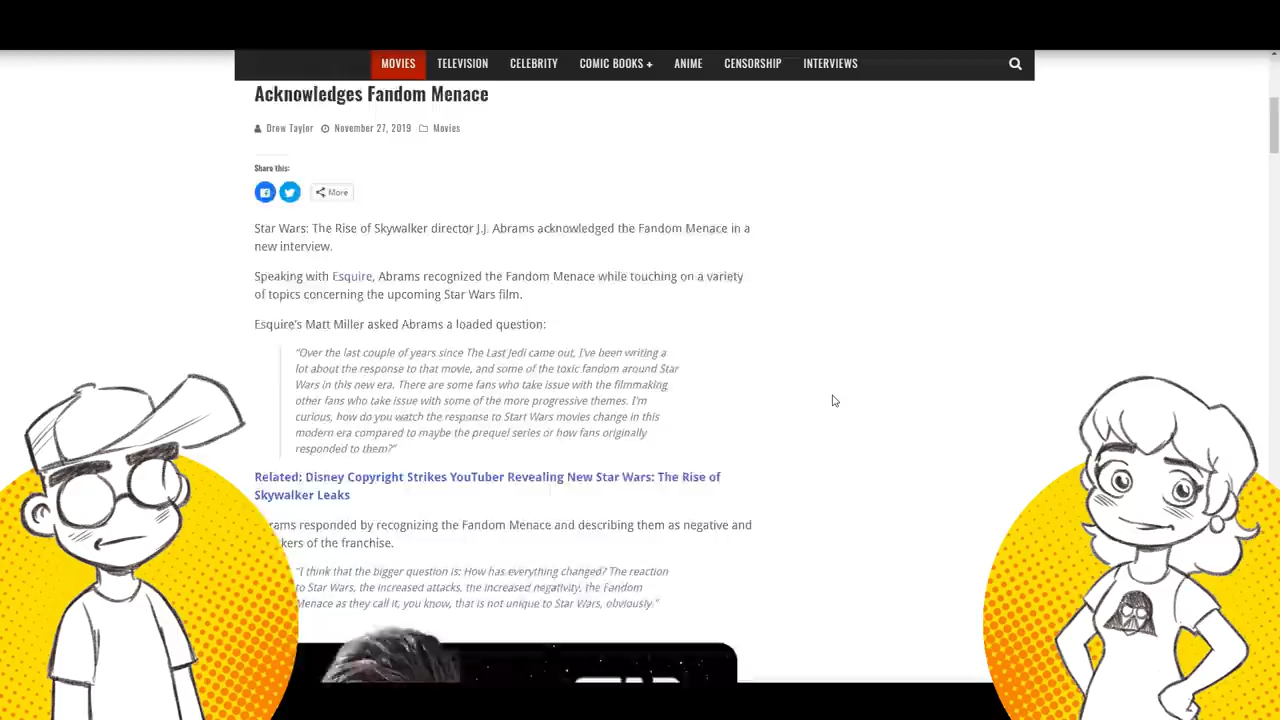 MOVIES TELEVISION CELEBRITY COMIC BOOKS + ANIME CENSORSHIP INTERVIEWS
Acknowledges Fandom Menace
Drew Taylor November 27, 2019 Movies
Share this:
More
Star Wars: The Rise of Skywalker director J.J. Abrams acknowledged the Fandom Menace in a
new interview.
Speaking with Esquire, Abrams recognized the Fandom Menace while touching on a variety
of topics concerning the upcoming Star Wars film.
Esquire's Matt Miller asked Abrams a loaded question:
"Over the last couple of years since The Last Jedi came out, I've been writing a
lot about the response to that movie, and some of the toxic fandom around Star
Wars in this new era. There are some fans who take issue with the filmmaking
other fans who take issue with some of the more progressive themes. I'm
curious, how do you watch the response to Start Wars movies change in this
modern era compared to maybe the prequel series or how fans originally
responded to them?"
Related: Disney Copyright Strikes YouTuber Revealing New Star Wars: The Rise of
Skywalker Leaks
rams responded by recognizing the Fandom Menace and describing them as negative and
kers of the franchise.
"I think that the bigger question is: How has everything changed? The reaction
to Star Wars, the increased attacks, the increased negativity, the Fandom
Menace as they call it, you know, that is not unique to Star Wars, obviously."